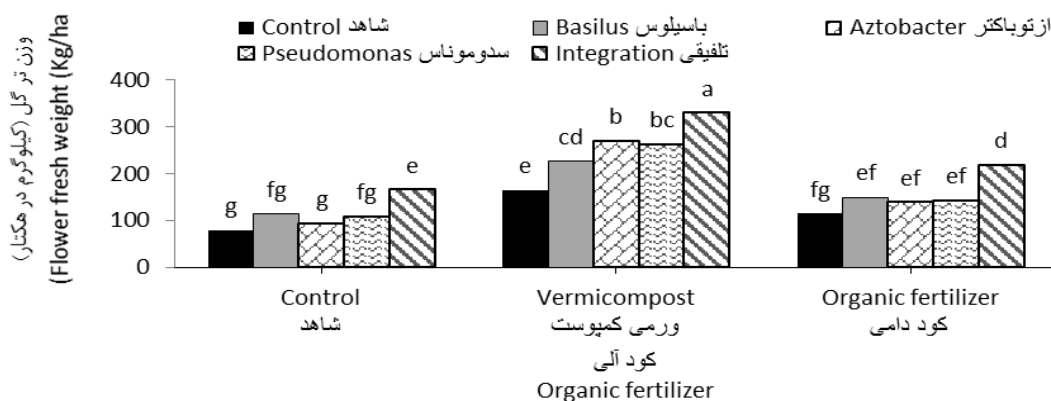 Control شاهد
Basilus باسیلوس
Aztobacter ازتوباکتر
Pseudomonas سدوموناس
Integration تلفیقی
وزن تر گل (کیلوگرم در هکتار)
(Flower fresh weight (Kg/ha
400
300
200
100
0
g fg g fg e
e cd b bc a
fg ef ef ef d
Control
Vermicompost
Organic fertilizer
شاهد
ورمی کمپوست
کود دامی
کود آلی
Organic fertilizer